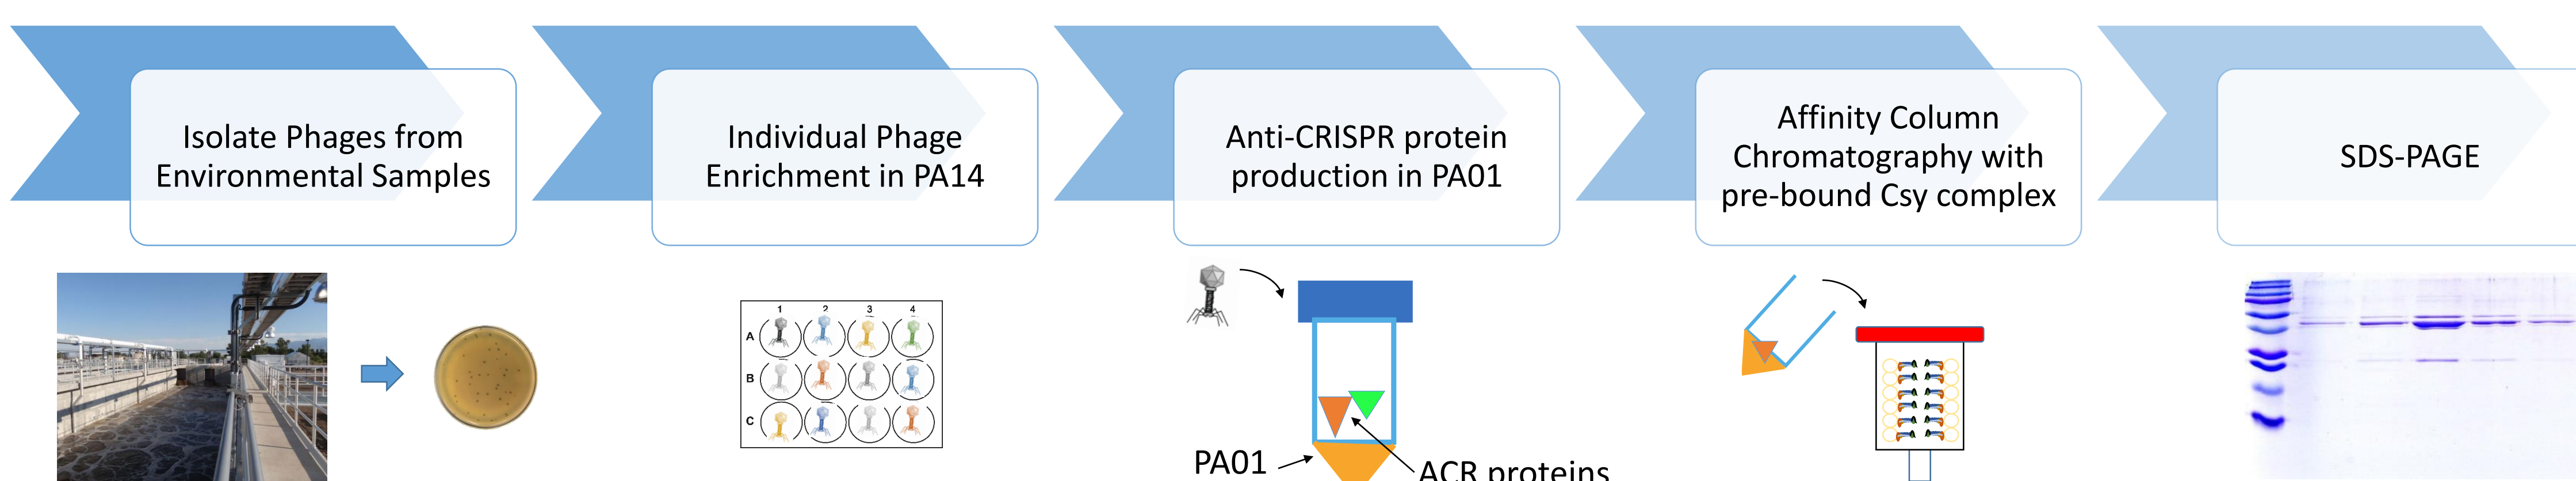 Isolate Phages from
Environmental Samples
Individual Phage
Enrichment in PA14
Anti-CRISPR protein
production in PA01
Affinity Column
Chromatography with
pre-bound Csy complex
SDS-PAGE
1 2 3 4
A
B
C
PA01
ACR proteins